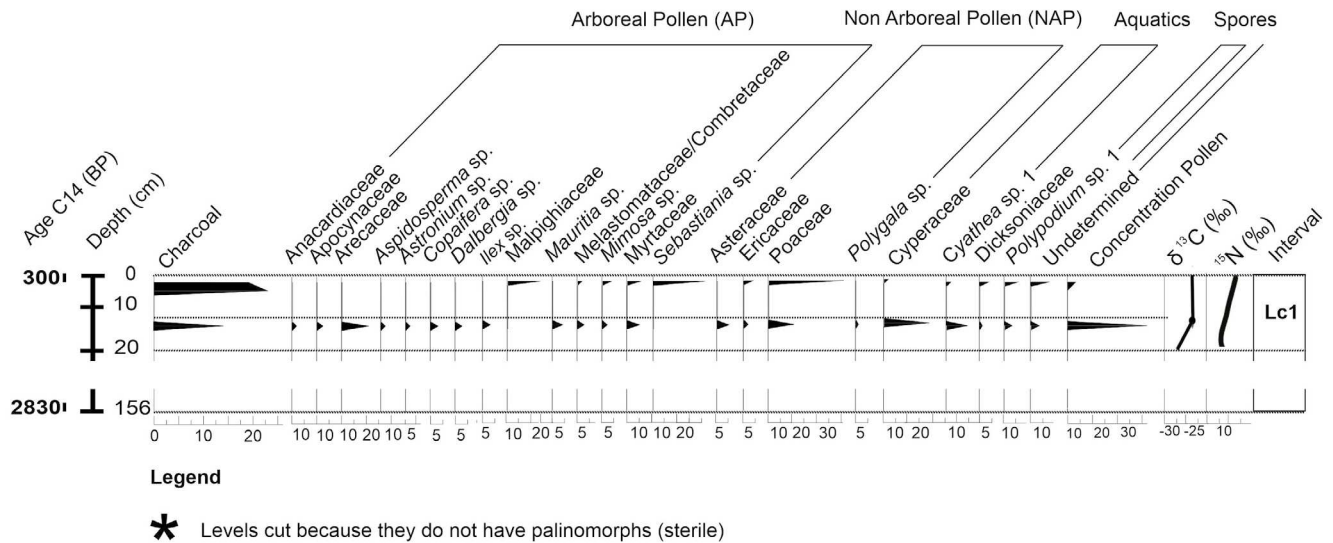 Arboreal Pollen (AP) Non Arboreal Pollen (NAP) Aquatics Spores
Age C14 (BP)
Depth (cm)
Charcoal
Anacardiaceae
Apocynaceae
Arecaceae
Aspidosperma sp.
Astronium sp.
Copaifera sp.
Dalbergia sp.
Ilex sp.
Malpighiaceae
Mauritia sp.
Melastomataceae/Combretaceae
Mimosa sp.
Myrtaceae
Sebastiania sp.
Asteraceae
Ericaceae
Poaceae
Polygala sp.
Cyperaceae
Cyathea sp. 1
Dicksoniaceae
Polypodium sp. 1
Undetermined
Concentration Pollen
δ ¹³C (‰)
¹⁵N (‰)
Interval
300 0
10
Lc1
20
2830 156
0 10 20 10 10 10 20 10 5 5 5 5 10 20 5 5 5 10 10 20 5 5 10 20 30 5 10 20 10 5 10 10 10 20 30 -30 -25 10
Legend
* Levels cut because they do not have palinomorphs (sterile)